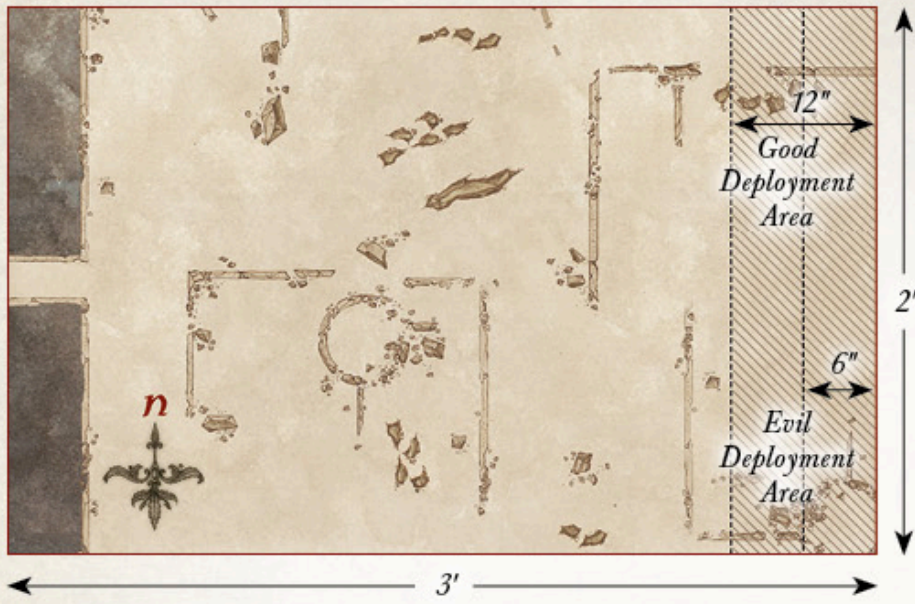 12"
Good
Deployment
Area
2'
6"
n
Evil
Deployment
Area
3'